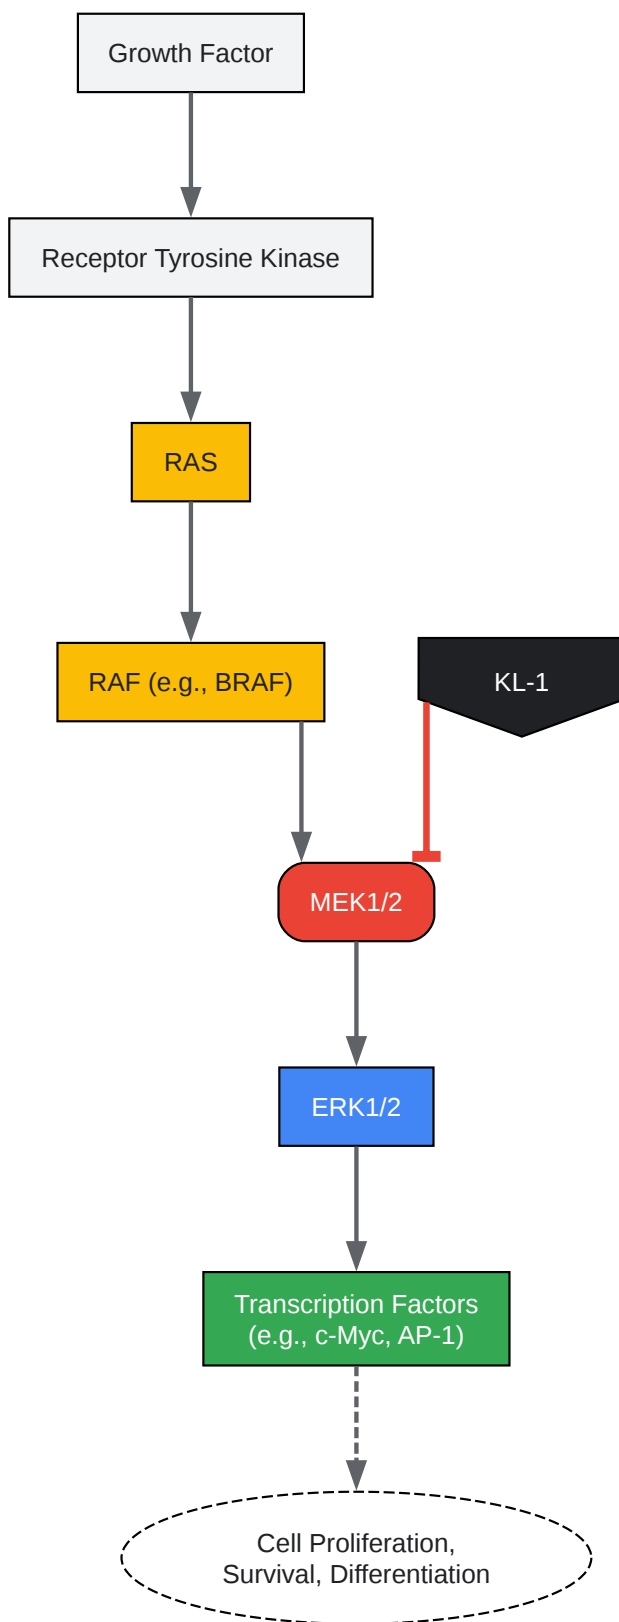 Growth Factor
Receptor Tyrosine Kinase
RAS
RAF (e.g., BRAF)
KL-1
MEK1/2
ERK1/2
Transcription Factors
(e.g., c-Myc, AP-1)
Cell Proliferation,
Survival, Differentiation